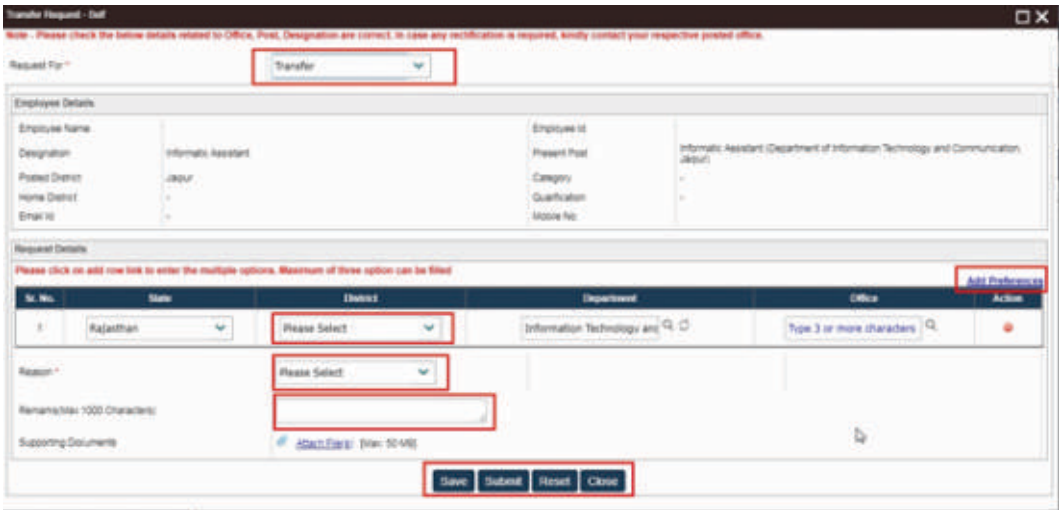 Transfer Request - Self
Note - Please check the below details related to Office, Post, Designation are correct. In case any rectification is required, kindly contact your respective posted office.
Request For * Transfer
Employee Details
Employee Name Employee Id
Designation Informatic Assistant Present Post Informatic Assistant (Department of Information Technology and Communication, Jaipur)
Posted District Jaipur Category -
Home District - Qualification -
Email Id - Mobile No
Request Details
Please click on add row link to enter the multiple options. Maximum of three option can be filled
Add Preferences
Sr. No. State District Department Office Action
1 Rajasthan Please Select Information Technology and Type 3 or more characters
Reason * Please Select
Remarks(Max 1000 Characters)
Supporting Documents Attach File(s) [Max: 50 MB]
Save Submit Reset Close